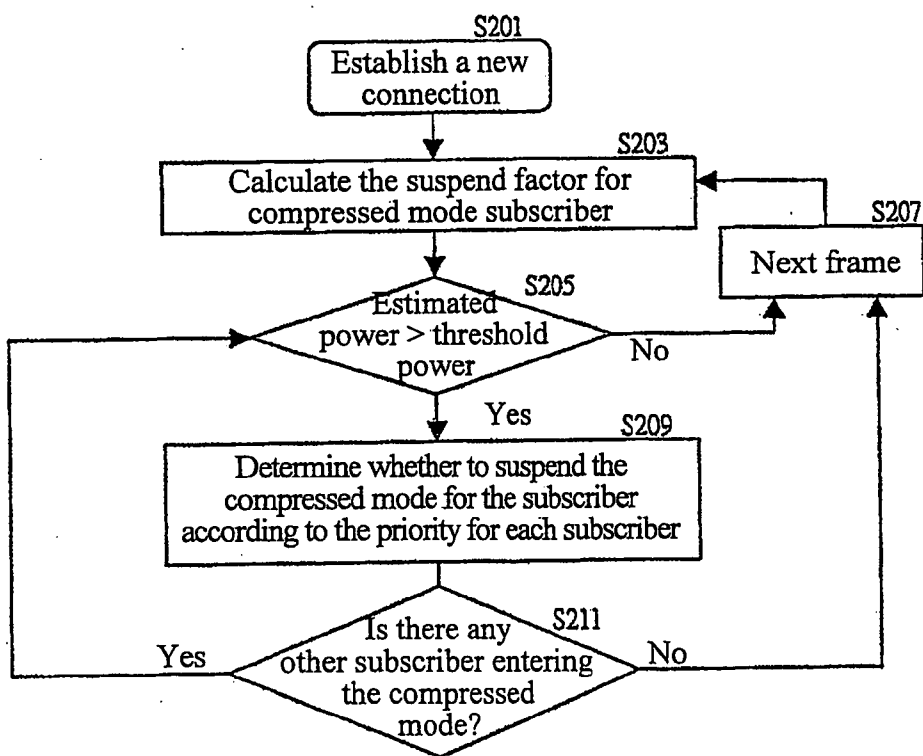 S201
Establish a new
connection
S203
Calculate the suspend factor for
compressed mode subscriber
S207
Next frame
S205
Estimated
power > threshold
power
No
Yes
S209
Determine whether to suspend the
compressed mode for the subscriber
according to the priority for each subscriber
S211
Is there any
other subscriber entering
the compressed
mode?
Yes
No